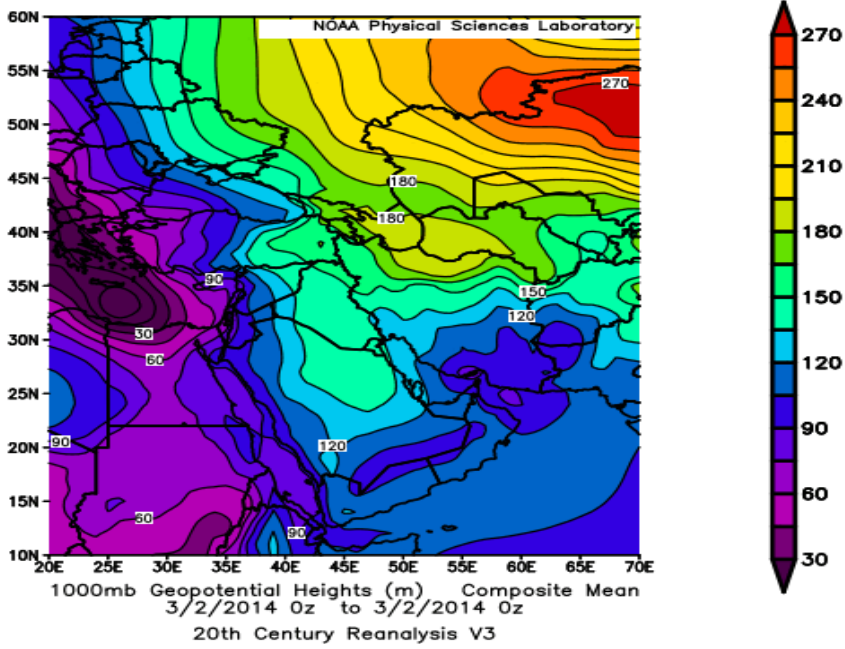 NOAA Physical Sciences Laboratory
60N
55N
50N
45N
40N
35N
30N
25N
20N
15N
10N
20E 25E 30E 35E 40E 45E 50E 55E 60E 65E 70E
270
180
180
90
150
120
30
60
90
120
60
90
270
240
210
180
150
120
90
60
30
1000mb Geopotential Heights (m) Composite Mean
3/2/2014 0z to 3/2/2014 0z
20th Century Reanalysis V3